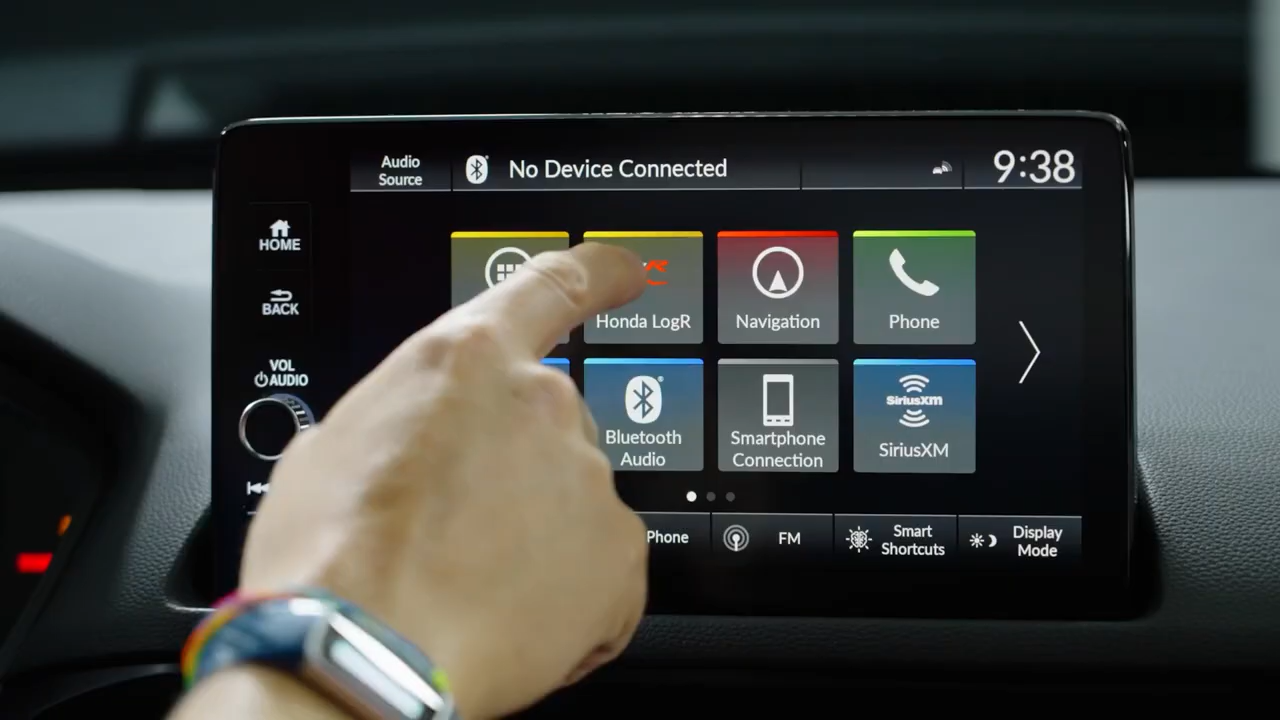 Audio
Source
No Device Connected
9:38
HOME
BACK
VOL
AUDIO
Honda LogR
Navigation
Phone
Bluetooth
Audio
Smartphone
Connection
SiriusXM
SiriusXM
Phone
FM
Smart
Shortcuts
Display
Mode